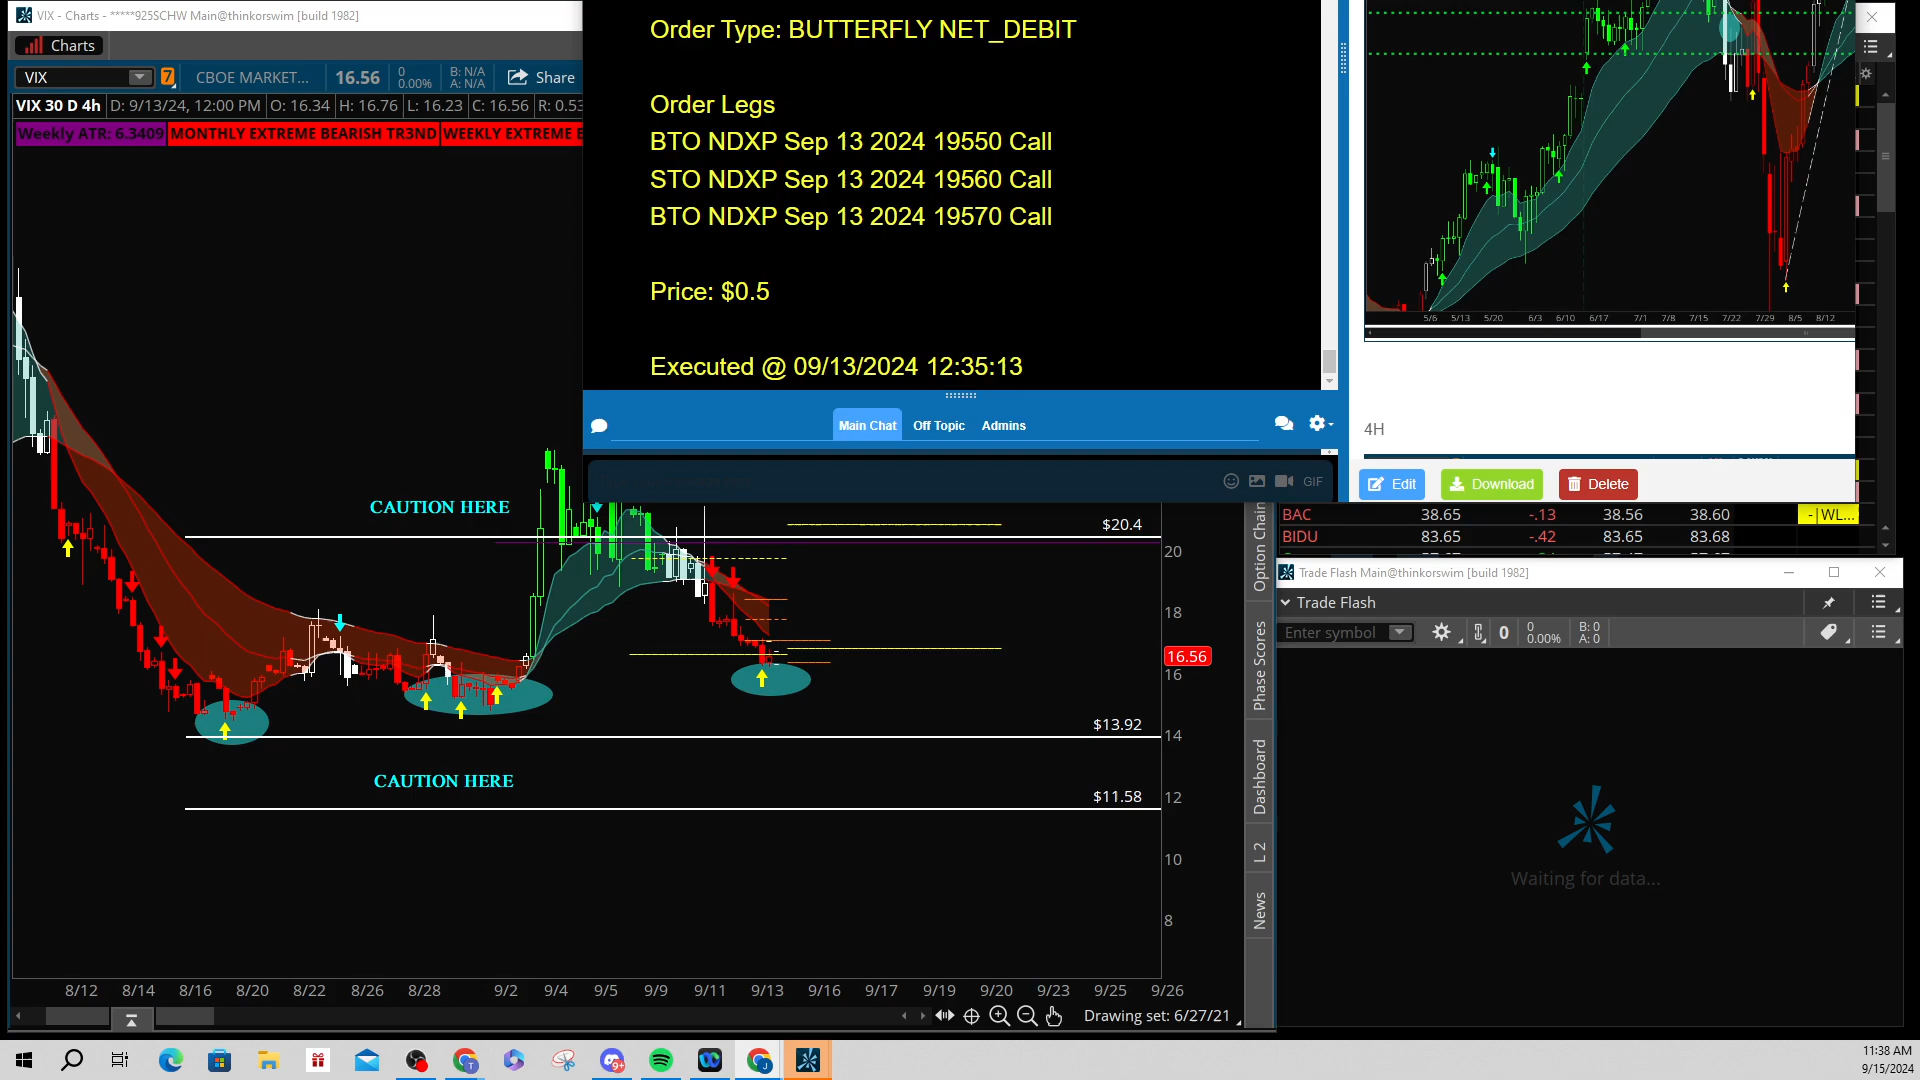 VIX - Charts - *****925SCHW Main@thinkorswim [build 1982]
Charts
VIX
7
CBOE MARKET...
16.56
0
0.00%
B: N/A
A: N/A
Share
VIX 30 D 4h
D: 9/13/24, 12:00 PM
O: 16.34
H: 16.76
L: 16.23
C: 16.56
R: 0.53
Weekly ATR: 6.3409
MONTHLY EXTREME BEARISH TR3ND
WEEKLY EXTREME
CAUTION HERE
$20.4
$13.92
CAUTION HERE
$11.58
20
18
16.56
16
14
12
10
8
8/12 8/14 8/16 8/20 8/22 8/26 8/28 9/2 9/4 9/5 9/9 9/11 9/13 9/16 9/17 9/19 9/20 9/23 9/25 9/26
Drawing set: 6/27/21
Order Type: BUTTERFLY NET_DEBIT
Order Legs
BTO NDXP Sep 13 2024 19550 Call
STO NDXP Sep 13 2024 19560 Call
BTO NDXP Sep 13 2024 19570 Call
Price: $0.5
Executed @ 09/13/2024 12:35:13
Main Chat
Off Topic
Admins
GIF
5/6 5/13 5/20 6/3 6/10 6/17 7/1 7/8 7/15 7/22 7/29 8/5 8/12
4H
Edit
Download
Delete
BAC 38.65 -.13 38.56 38.60 -|WL...
BIDU 83.65 -.42 83.65 83.68
Option Chain
Phase Scores
Dashboard
L 2
News
Trade Flash Main@thinkorswim [build 1982]
Trade Flash
Enter symbol
0
0
0.00%
B: 0
A: 0
Waiting for data...
9+
11:38 AM
9/15/2024